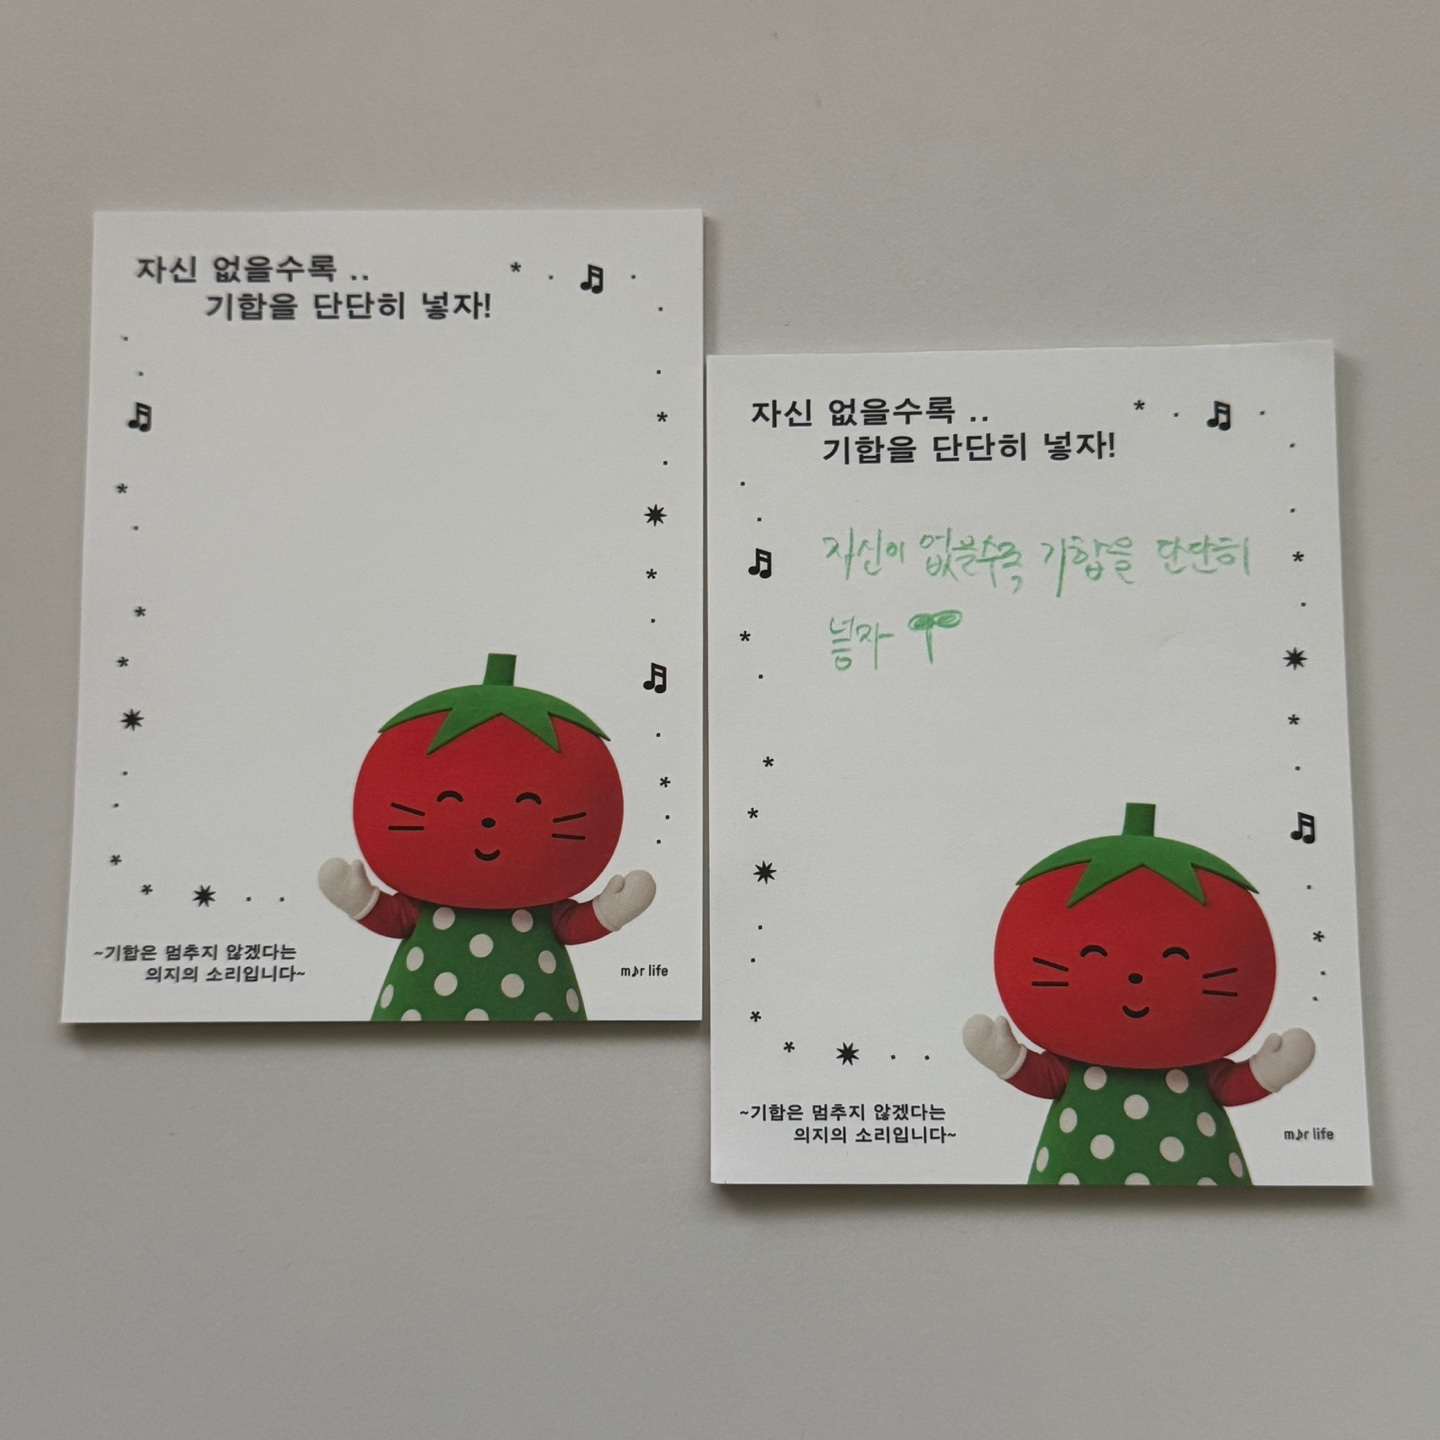 자신 없을수록 ..
기합을 단단히 넣자!
~기합은 멈추지 않겠다는
의지의 소리입니다~
m♪r life
자신 없을수록 ..
기합을 단단히 넣자!
자신이 없을수록 기합을 단단히
넣자
~기합은 멈추지 않겠다는
의지의 소리입니다~
m♪r life